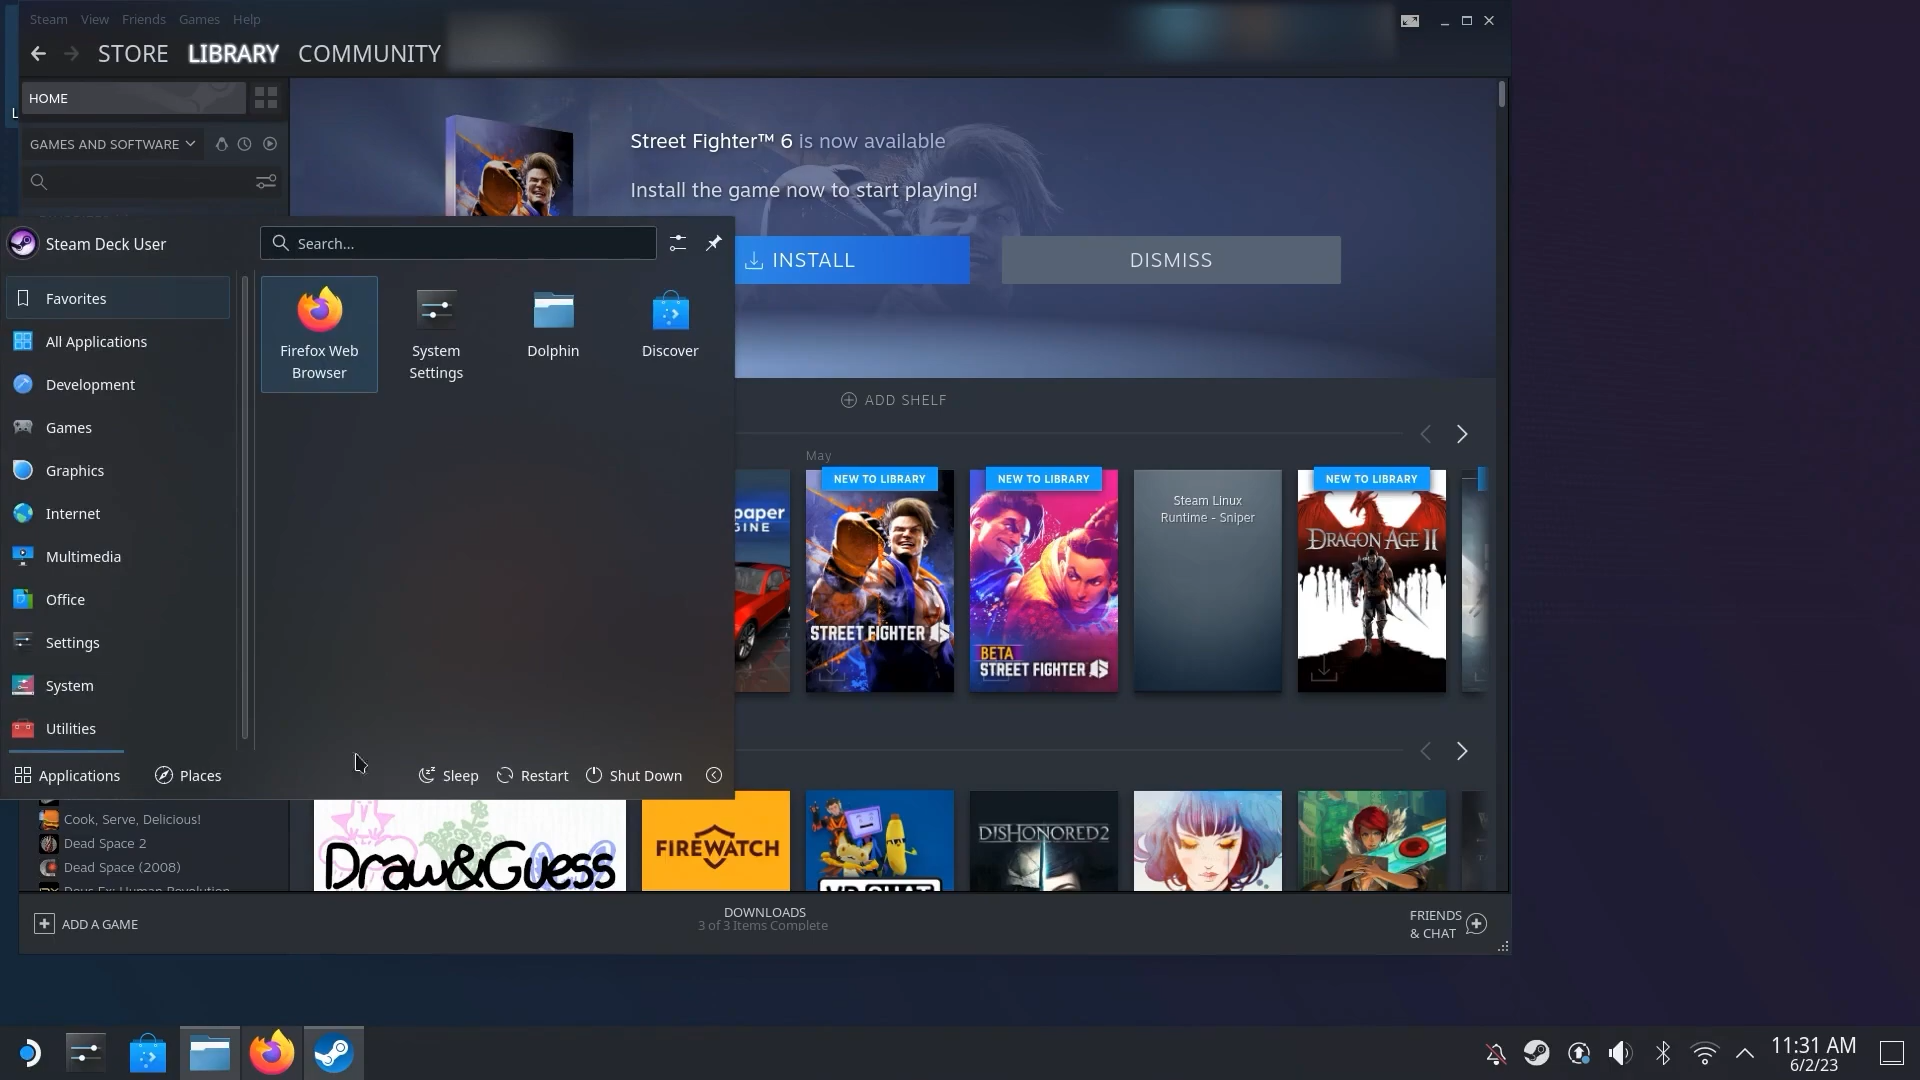 Steam View Friends Games Help
STORE LIBRARY COMMUNITY
HOME
L
GAMES AND SOFTWARE
Street Fighter™ 6 is now available
Install the game now to start playing!
INSTALL
DISMISS
Steam Deck User
Search...
Favorites
All Applications
Development
Games
Graphics
Internet
Multimedia
Office
Settings
System
Utilities
Firefox Web
Browser
System
Settings
Dolphin
Discover
Applications
Places
Sleep
Restart
Shut Down
ADD SHELF
May
NEW TO LIBRARY
NEW TO LIBRARY
NEW TO LIBRARY
paper
GINE
STREET FIGHTER 6
BETA
STREET FIGHTER 6
Steam Linux
Runtime - Sniper
DRAGON AGE II
Cook, Serve, Delicious!
Dead Space 2
Dead Space (2008)
Deus Ex: Human Revolution
Draw&Guess
FIREWATCH
VRCHAT
DISHONORED2
ADD A GAME
DOWNLOADS
3 of 3 Items Complete
FRIENDS
& CHAT
11:31 AM
6/2/23